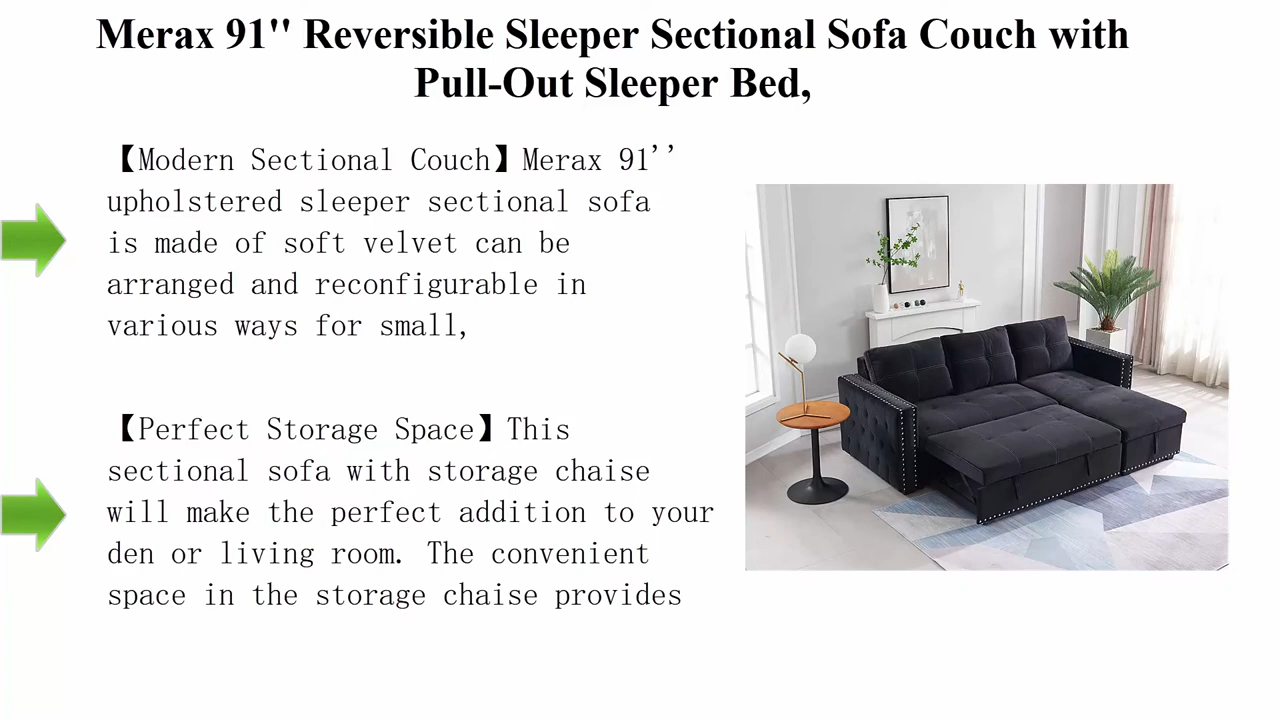 Merax 91'' Reversible Sleeper Sectional Sofa Couch with
Pull-Out Sleeper Bed,
【Modern Sectional Couch】Merax 91’’
upholstered sleeper sectional sofa
is made of soft velvet can be
arranged and reconfigurable in
various ways for small,
【Perfect Storage Space】This
sectional sofa with storage chaise
will make the perfect addition to your
den or living room. The convenient
space in the storage chaise provides